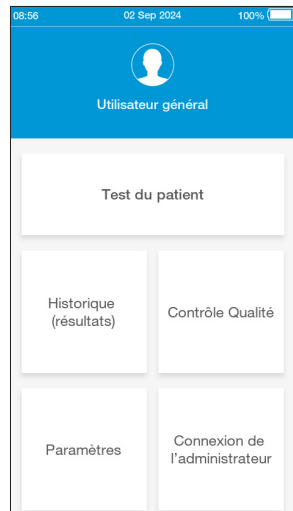 08:56 02 Sep 2024 100%
Utilisateur général
Test du patient
Historique
(résultats)
Contrôle Qualité
Paramètres
Connexion de
l’administrateur